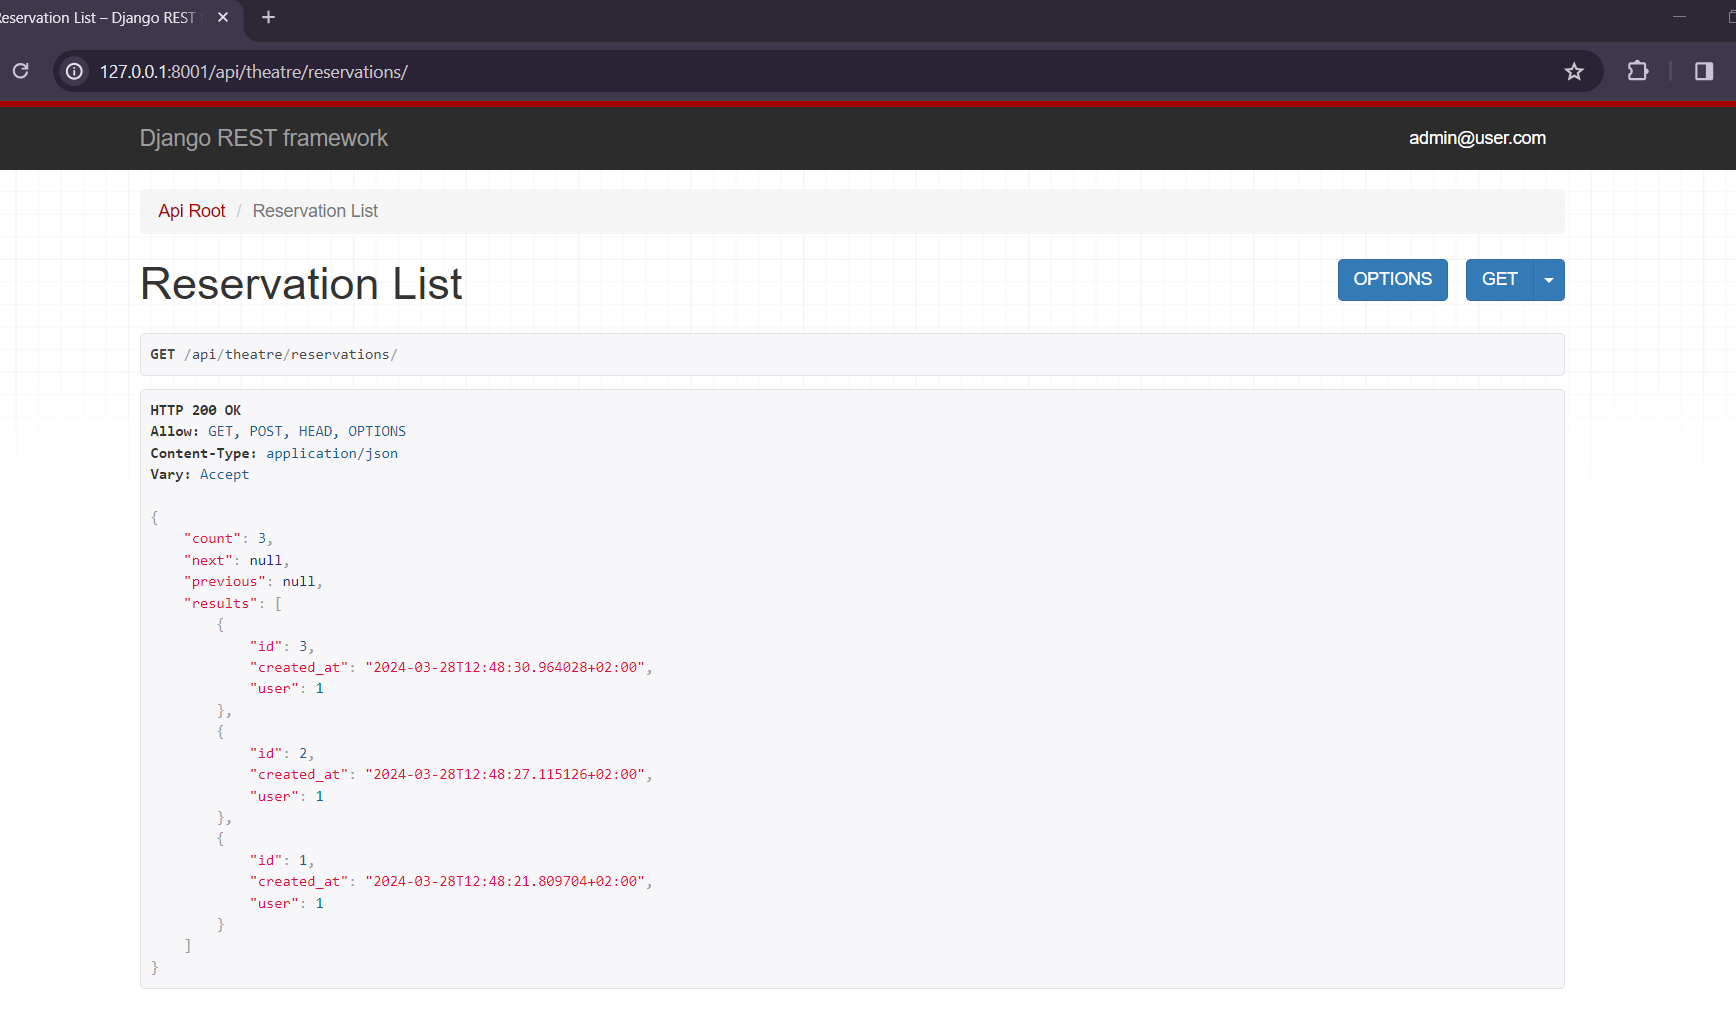 Reservation List – Django REST
127.0.0.1:8001/api/theatre/reservations/
Django REST framework
admin@user.com
Api Root / Reservation List
Reservation List
OPTIONS
GET
GET /api/theatre/reservations/
HTTP 200 OK
Allow: GET, POST, HEAD, OPTIONS
Content-Type: application/json
Vary: Accept
{
    "count": 3,
    "next": null,
    "previous": null,
    "results": [
        {
            "id": 3,
            "created_at": "2024-03-28T12:48:30.964028+02:00",
            "user": 1
        },
        {
            "id": 2,
            "created_at": "2024-03-28T12:48:27.115126+02:00",
            "user": 1
        },
        {
            "id": 1,
            "created_at": "2024-03-28T12:48:21.809704+02:00",
            "user": 1
        }
    ]
}